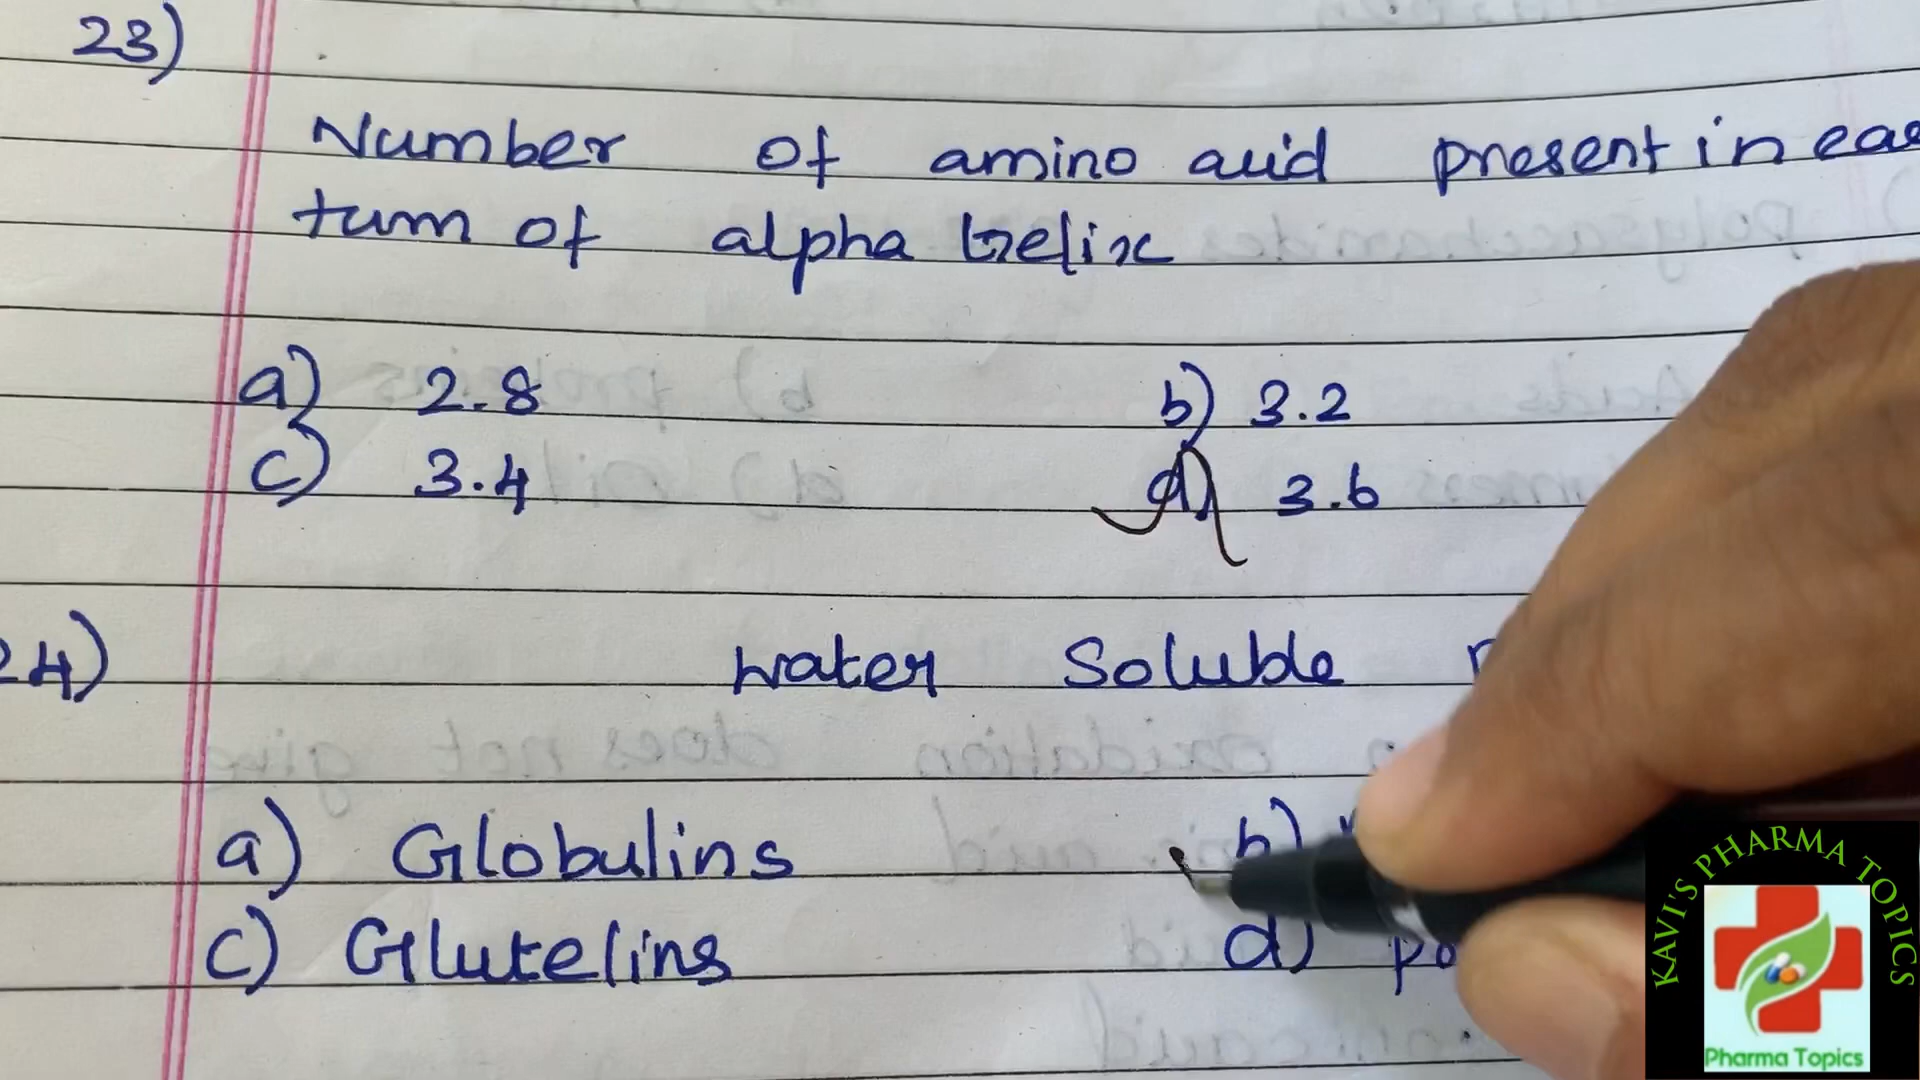 23)
Number of amino acid present in eac
turn of alpha helix
a) 2.8 b) 3.2
c) 3.4 d) 3.6
24) water Soluble
a) Globulins b)
c) Glutelins d) po
KAVI'S PHARMA TOPICS
Pharma Topics